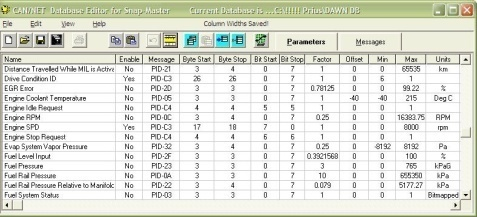 CAN/NET Database Editor for Snap-Master Current Database is ... C:\!!!!! Prius\DAWN DB
File Edit View Help Column Widths Saved!
Parameters Messages
Name Enable Message Byte Start Byte Stop Bit Start Bit Stop Factor Offset Min Max Units
Distance Travelled While MIL is Activa No PID-21 3 4 0 7 1 0 0 65535 km
Drive Condition ID Yes PID-C3 26 26 0 7 1 0 6 1
EGR Error No PID-2D 3 3 0 7 0.78125 0 0 99.22 %
Engine Coolant Temperature No PID-05 3 3 0 7 1 -40 -40 215 Deg C
Engine Idle Request No PID-C4 4 4 5 5 1 0 0 1
Engine RPM No PID-0C 3 4 0 7 1 0 0 16383.75 RPM
Engine SPD Yes PID-C3 17 18 7 0 1 0 0 8000 rpm
Engine Stop Request No PID-C4 4 4 6 6 1 0 0 1
Evap System Vapor Pressure No PID-32 3 4 0 7 0.25 0 -8192 8192 Pa
Fuel Level Input No PID-2F 3 3 0 7 0.3921568 0 0 100 %
Fuel Pressure No PID-23 3 3 0 7 3 0 0 765 kPaG
Fuel Rail Pressure No PID-0A 3 3 0 7 10 0 0 655350 kPa
Fuel Rail Pressure Relative to Manifolc No PID-22 3 4 0 7 0.079 0 0 5177.27 kPa
Fuel System Status No PID-03 3 3 0 7 1 0 0 1 Bitmapped